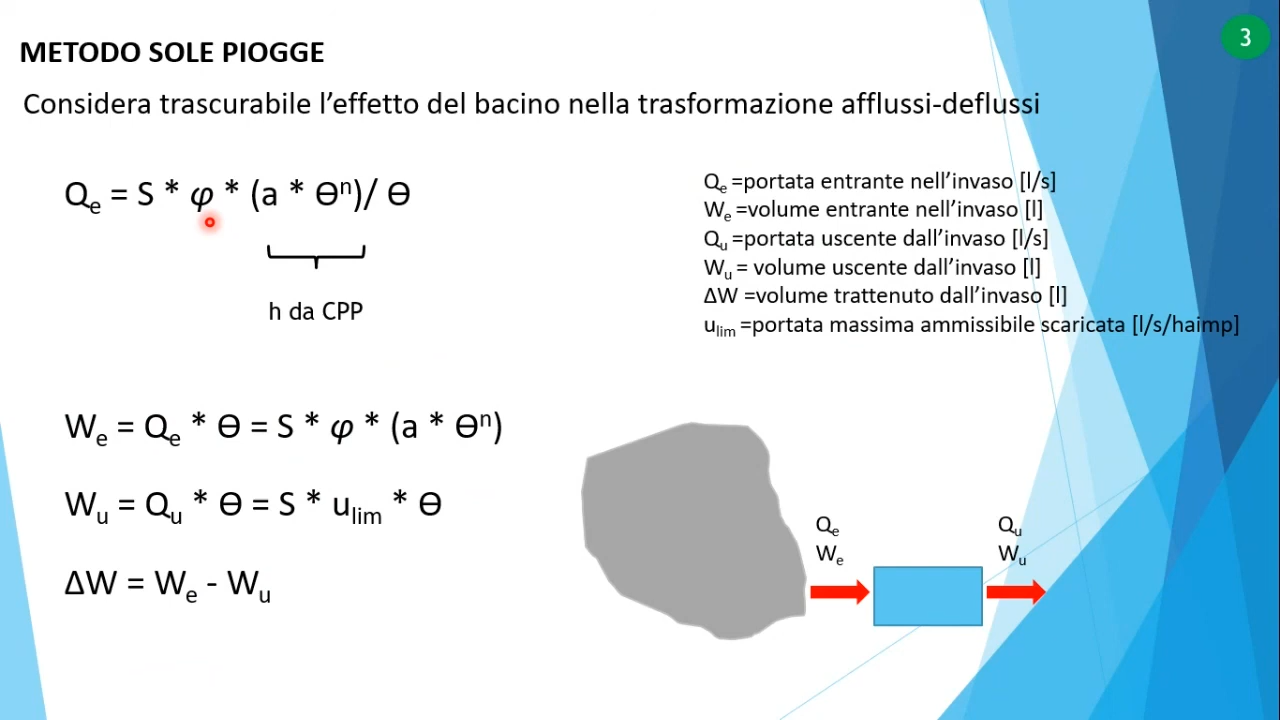 3
METODO SOLE PIOGGE
Considera trascurabile l’effetto del bacino nella trasformazione afflussi-deflussi
Qₑ = S * φ * (a * Ѳⁿ)/ Ѳ
h da CPP
Qₑ =portata entrante nell’invaso [l/s]
Wₑ =volume entrante nell’invaso [l]
Qᵤ =portata uscente dall’invaso [l/s]
Wᵤ = volume uscente dall’invaso [l]
ΔW =volume trattenuto dall’invaso [l]
uₗᵢₘ =portata massima ammissibile scaricata [l/s/haimp]
Wₑ = Qₑ * Ѳ = S * φ * (a * Ѳⁿ)
Wᵤ = Qᵤ * Ѳ = S * uₗᵢₘ * Ѳ
ΔW = Wₑ - Wᵤ
Qₑ
Wₑ
Qᵤ
Wᵤ